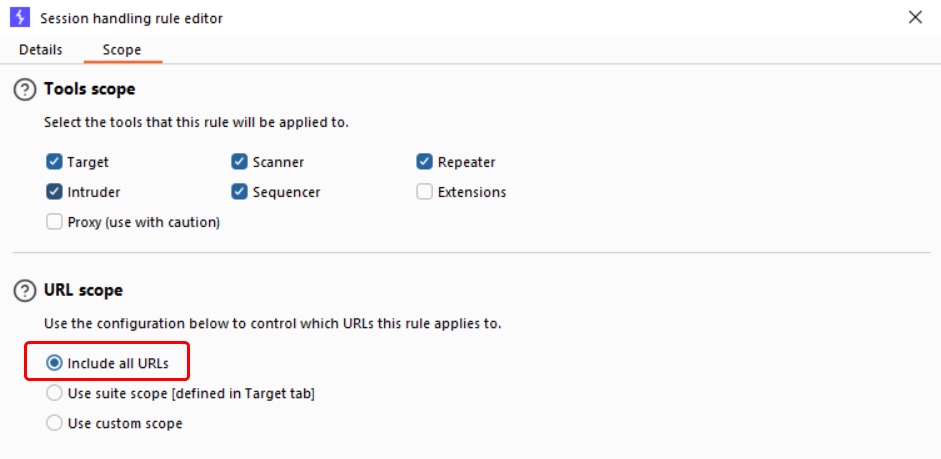 Session handling rule editor
Details Scope
Tools scope
Select the tools that this rule will be applied to.
Target Scanner Repeater
Intruder Sequencer Extensions
Proxy (use with caution)
URL scope
Use the configuration below to control which URLs this rule applies to.
Include all URLs
Use suite scope [defined in Target tab]
Use custom scope